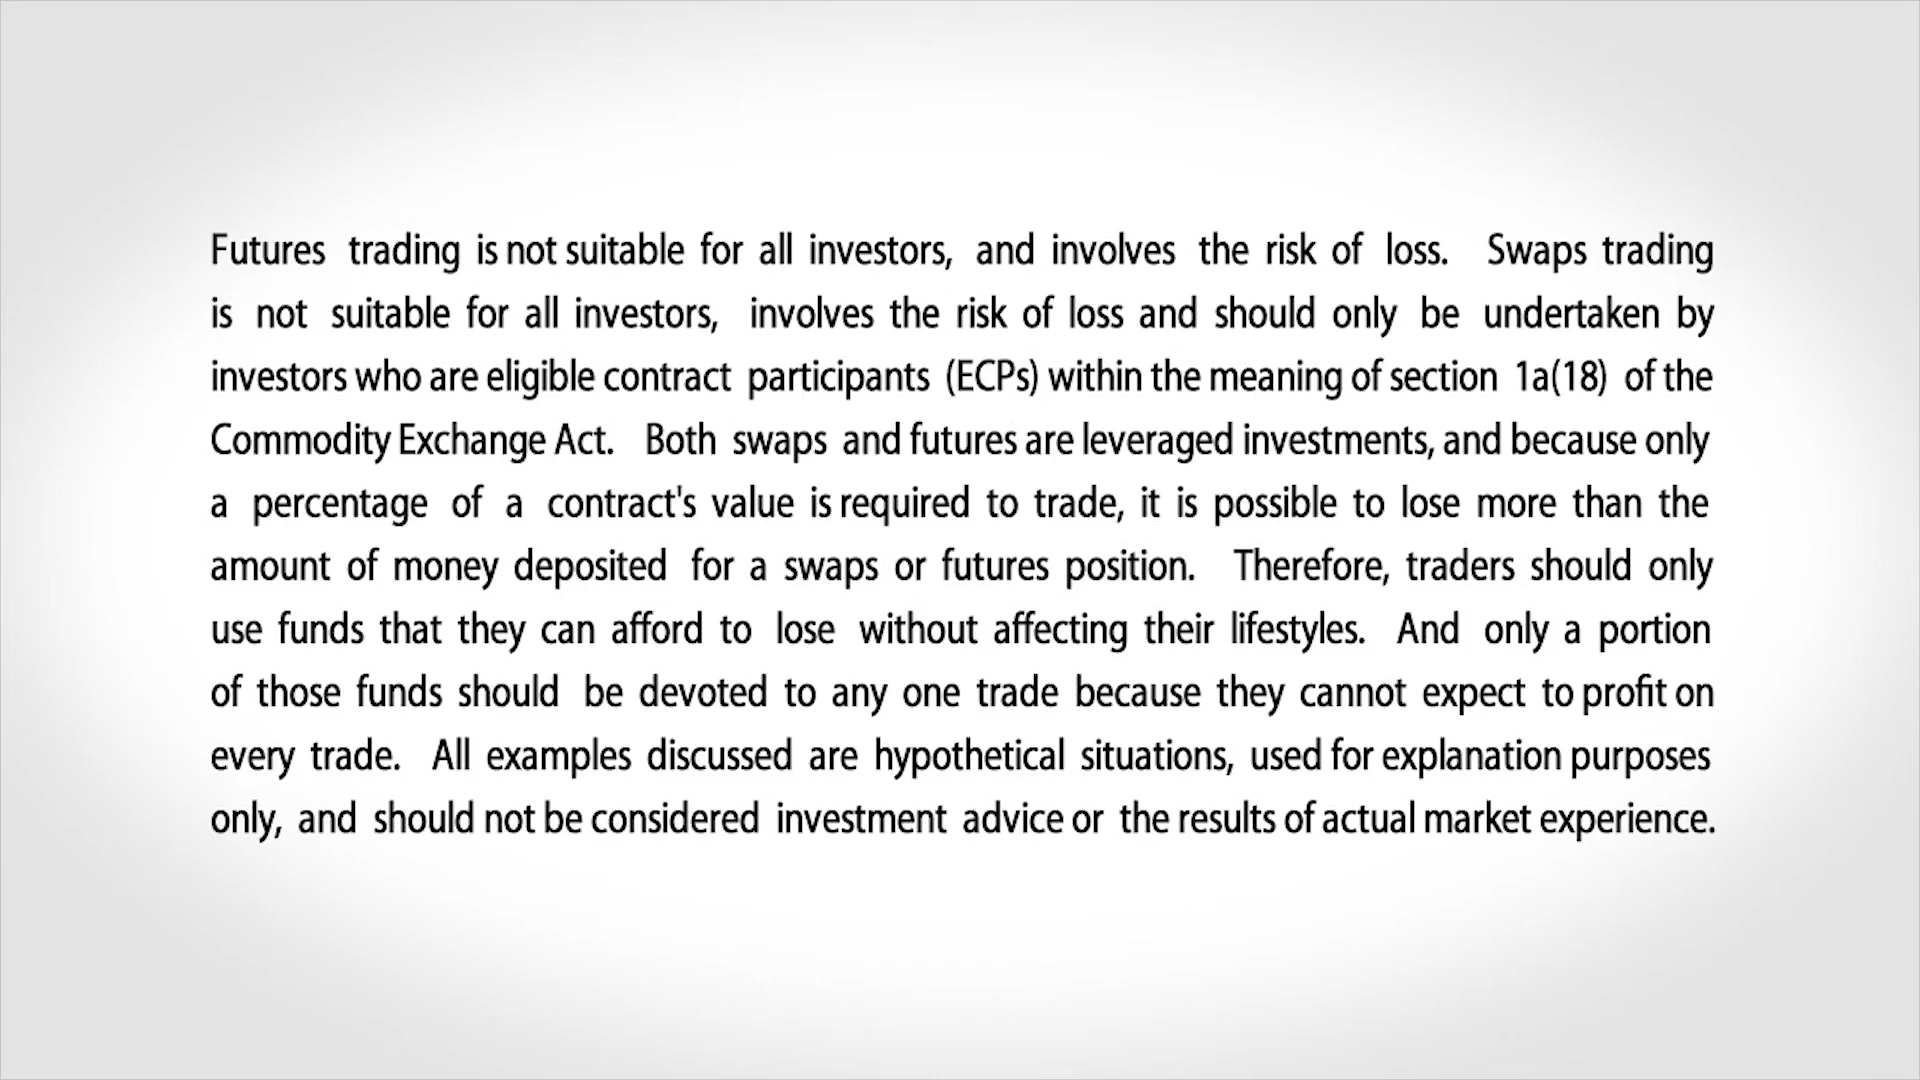 Futures trading is not suitable for all investors, and involves the risk of loss. Swaps trading
is not suitable for all investors, involves the risk of loss and should only be undertaken by
investors who are eligible contract participants (ECPs) within the meaning of section 1a(18) of the
Commodity Exchange Act. Both swaps and futures are leveraged investments, and because only
a percentage of a contract's value is required to trade, it is possible to lose more than the
amount of money deposited for a swaps or futures position. Therefore, traders should only
use funds that they can afford to lose without affecting their lifestyles. And only a portion
of those funds should be devoted to any one trade because they cannot expect to profit on
every trade. All examples discussed are hypothetical situations, used for explanation purposes
only, and should not be considered investment advice or the results of actual market experience.